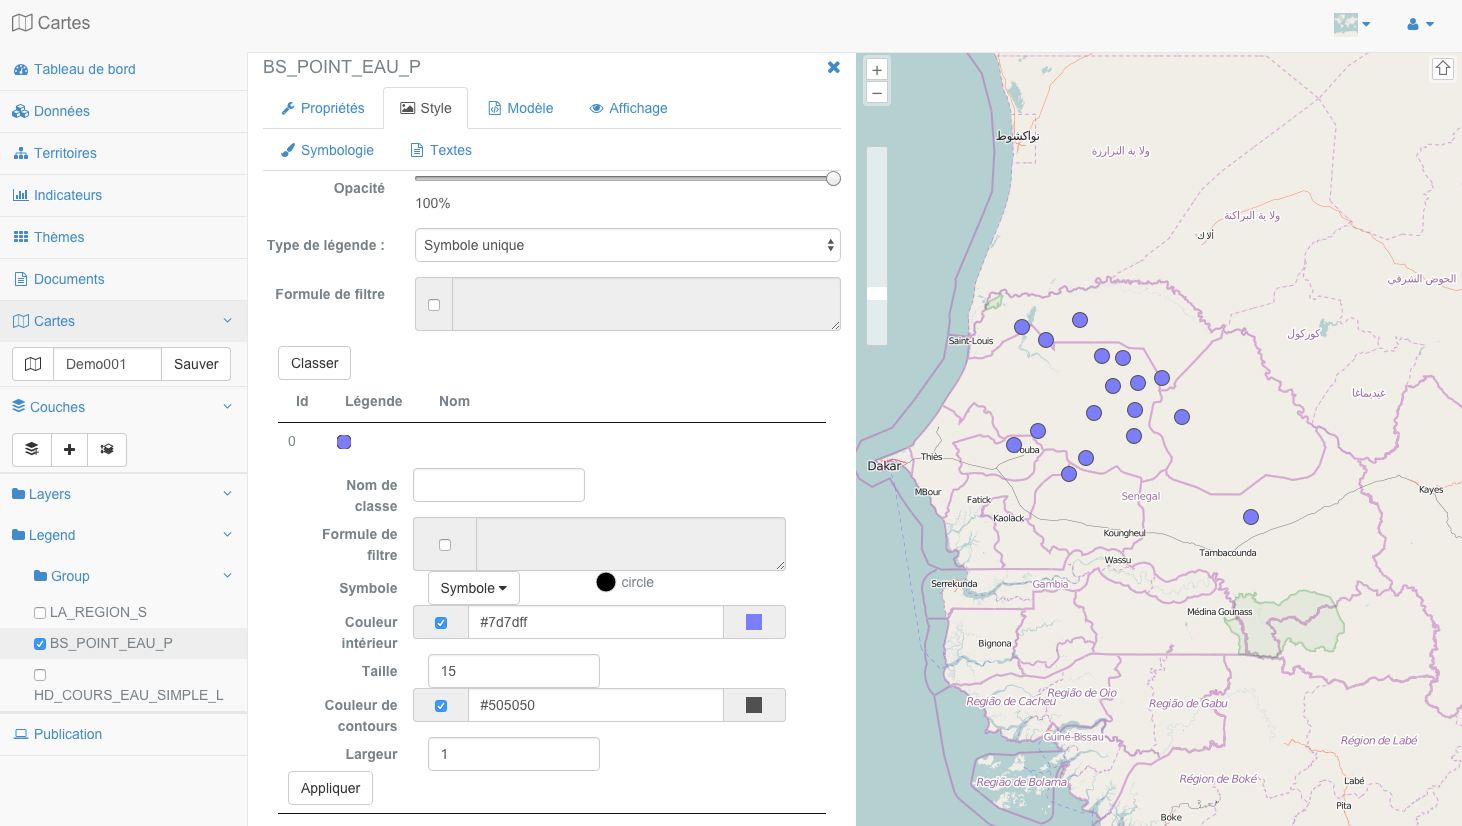 Cartes
Tableau de bord
Données
Territoires
Indicateurs
Thèmes
Documents
Cartes
Demo001
Sauver
Couches
Layers
Legend
Group
LA_REGION_S
BS_POINT_EAU_P
HD_COURS_EAU_SIMPLE_L
Publication
BS_POINT_EAU_P
Propriétés Style Modèle Affichage
Symbologie Textes
Opacité
100%
Type de légende : Symbole unique
Formule de filtre
Classer
Id Légende Nom
0
Nom de
classe
Formule de
filtre
Symbole Symbole circle
Couleur
intérieur
#7d7dff
Taille 15
Couleur de
contours
#505050
Largeur 1
Appliquer
+
−
نواكشوط
ولاية الترارزة
ولاية البراكنة
ألاك
الحوض الشرقي
كوركول
غيديماغا
Saint-Louis
Dakar
Thiès
MBour
Fatick
Kaolack
Senegal
Koungheul
Kayes
Tambacounda
Wassu
Serrekunda
Gambia
Médina Gounass
Bignona
Região de Cacheu
Região de Oio
Região de Gabu
Guiné-Bissau
Região de Bolama
Région de Labé
Région de Boké
Labé
Pita
Boke